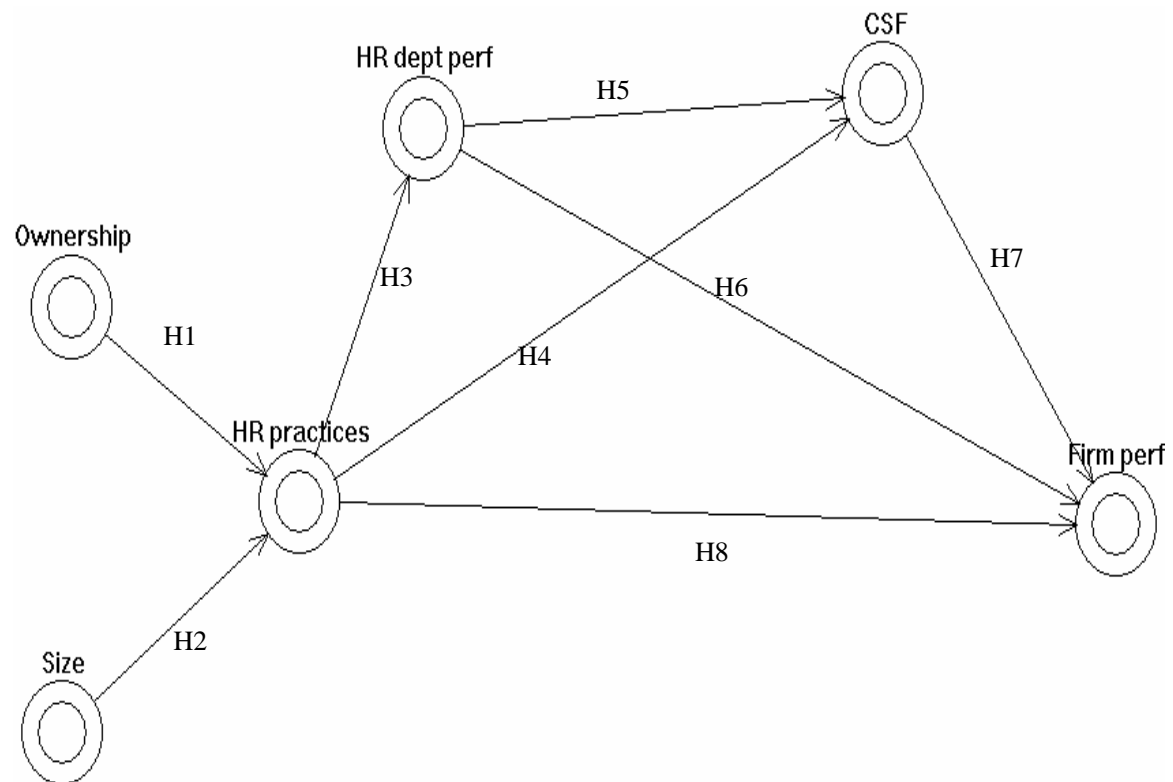 CSF
HR dept perf
H5
Ownership
H3
H7
H6
H1
H4
HR practices
Firm perf
H8
H2
Size